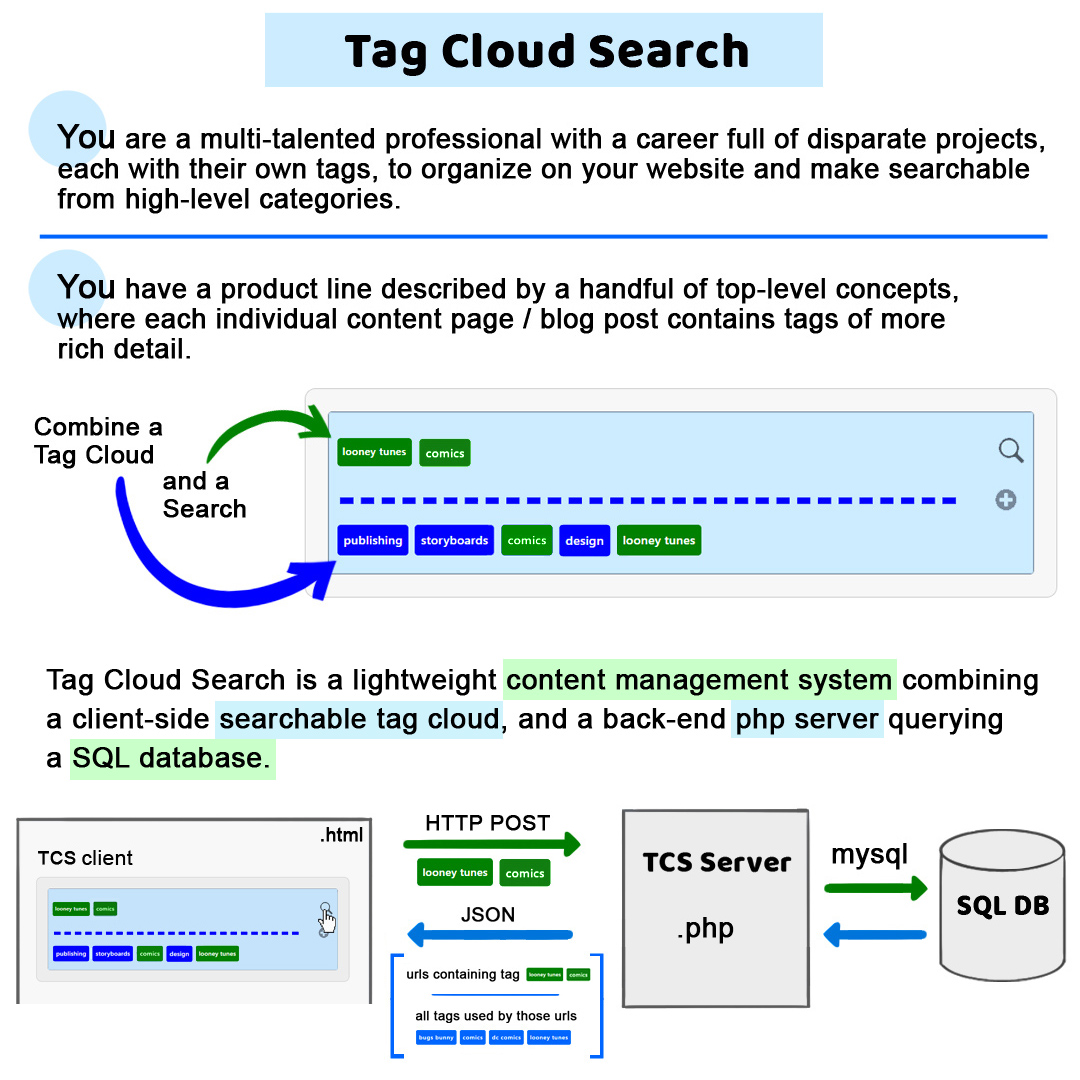 Tag Cloud Search
You are a multi-talented professional with a career full of disparate projects,
each with their own tags, to organize on your website and make searchable
from high-level categories.
You have a product line described by a handful of top-level concepts,
where each individual content page / blog post contains tags of more
rich detail.
Combine a
Tag Cloud
and a
Search
looney tunes comics
publishing storyboards comics design looney tunes
Tag Cloud Search is a lightweight content management system combining
a client-side searchable tag cloud, and a back-end php server querying
a SQL database.
.html
TCS client
looney tunes comics
publishing storyboards comics design looney tunes
HTTP POST
looney tunes comics
JSON
urls containing tag looney tunes comics
all tags used by those urls
bugs bunny comics dc comics looney tunes
TCS Server
.php
mysql
SQL DB